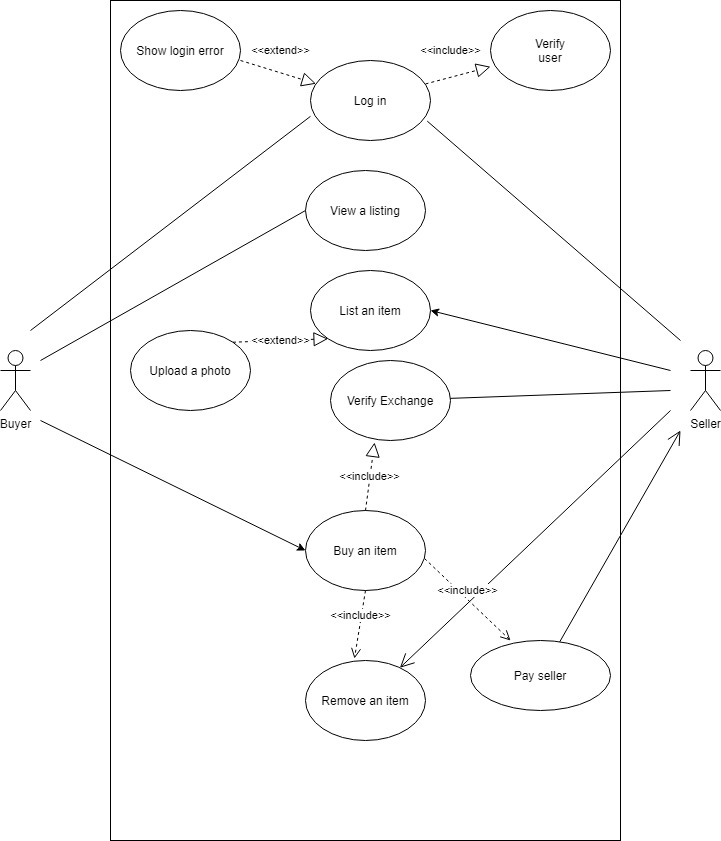 Show login error
<<extend>>
<<include>>
Verify
user
Log in
View a listing
List an item
<<extend>>
Upload a photo
Verify Exchange
Buyer
Seller
<<include>>
Buy an item
<<include>>
<<include>>
Pay seller
Remove an item